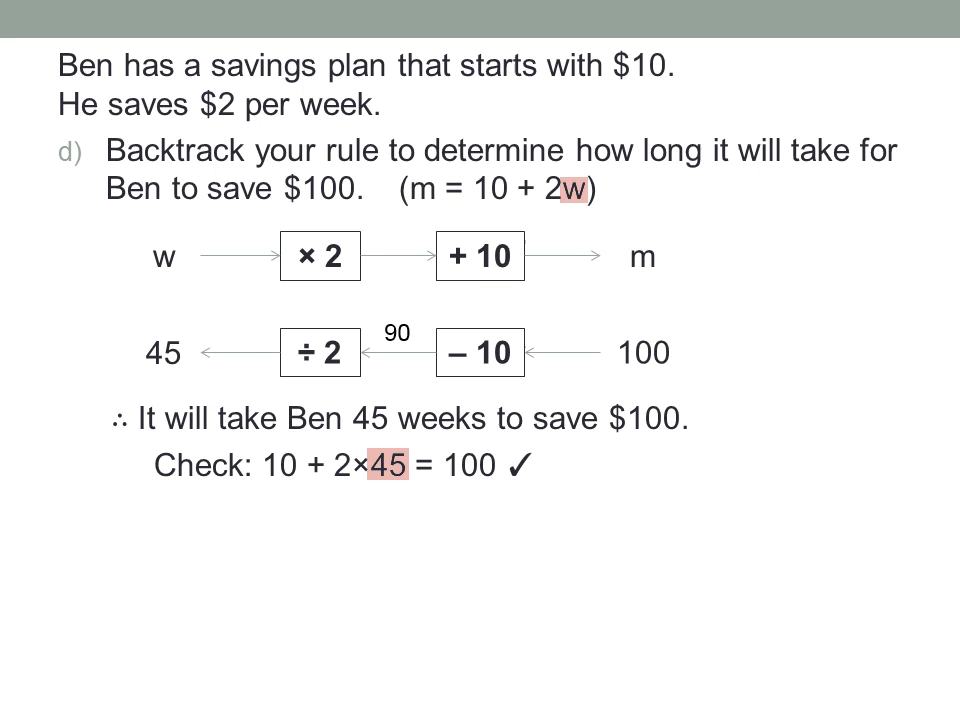 Ben has a savings plan that starts with $10.
He saves $2 per week.
d) Backtrack your rule to determine how long it will take for
Ben to save $100. (m = 10 + 2w)
w × 2 + 10 m
90
45 ÷ 2 – 10 100
∴ It will take Ben 45 weeks to save $100.
Check: 10 + 2×45 = 100 ✓